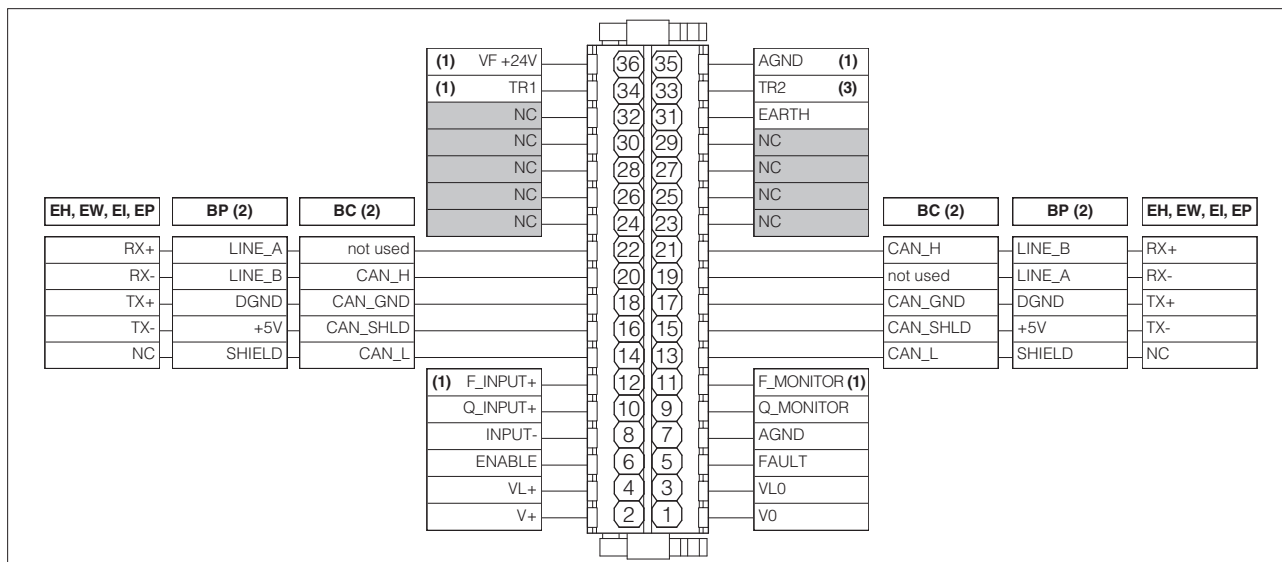 (1) VF +24V 36 35 AGND (1)
(1) TR1 34 33 TR2 (3)
NC 32 31 EARTH
NC 30 29 NC
NC 28 27 NC
NC 26 25 NC
NC 24 23 NC
EH, EW, EI, EP BP (2) BC (2) BC (2) BP (2) EH, EW, EI, EP
RX+ LINE_A not used 22 21 CAN_H LINE_B RX+
RX- LINE_B CAN_H 20 19 not used LINE_A RX-
TX+ DGND CAN_GND 18 17 CAN_GND DGND TX+
TX- +5V CAN_SHLD 16 15 CAN_SHLD +5V TX-
NC SHIELD CAN_L 14 13 CAN_L SHIELD NC
(1) F_INPUT+ 12 11 F_MONITOR (1)
Q_INPUT+ 10 9 Q_MONITOR
INPUT- 8 7 AGND
ENABLE 6 5 FAULT
VL+ 4 3 VL0
V+ 2 1 V0